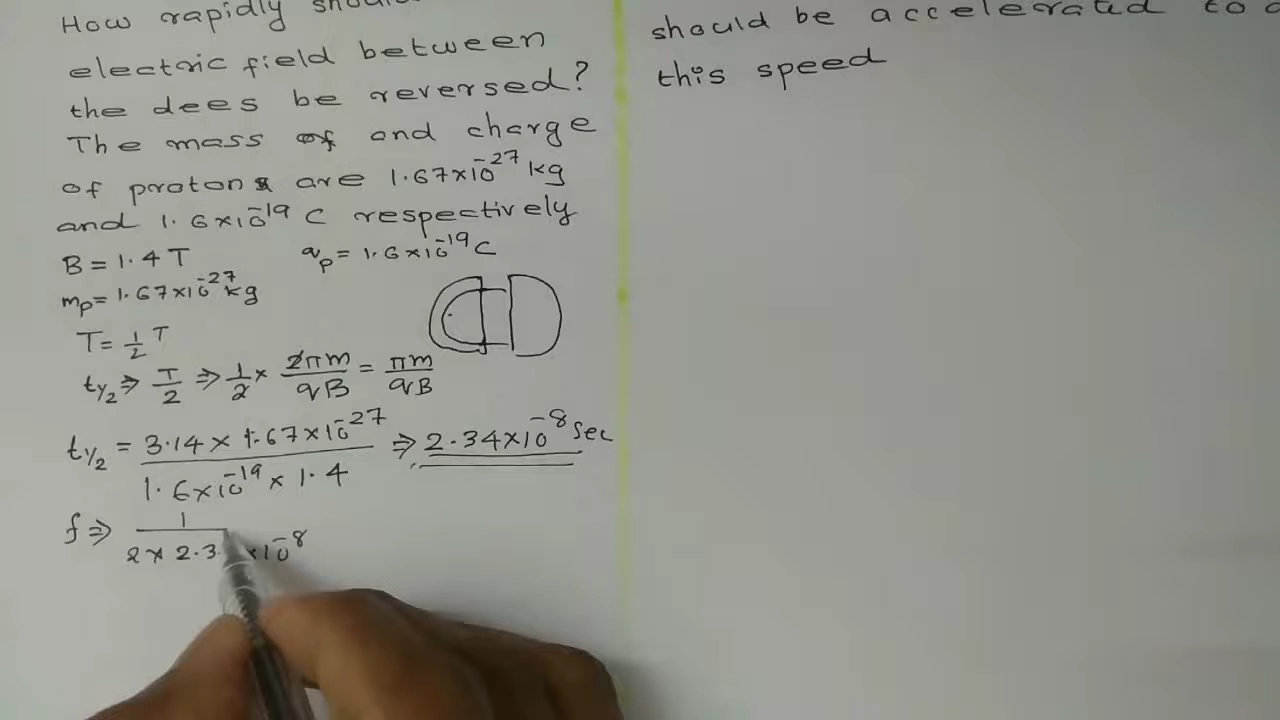 How rapidly
electric field between
the dees be reversed?
The mass of and charge
of proton are 1.67×10⁻²⁷ kg
and 1.6×10⁻¹⁹ C respectively
B = 1.4 T
q_p = 1.6×10⁻¹⁹ C
m_p = 1.67×10⁻²⁷ kg
T = 1/2 T
t_1/2 ⇒ T/2 ⇒ 1/2 × 2πm/qB = πm/qB
t_1/2 = 3.14 × 1.67×10⁻²⁷ / 1.6×10⁻¹⁹ × 1.4 ⇒ 2.34×10⁻⁸ sec
f ⇒ 1 / 2 × 2.3 ×10⁻⁸
should be accelerated to
this speed